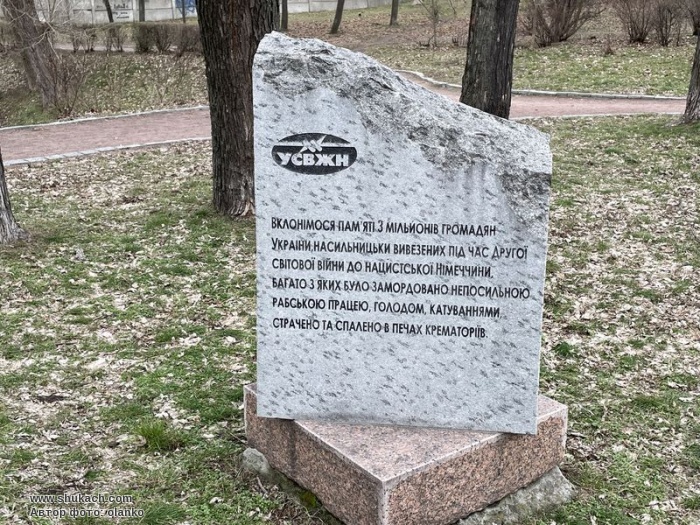 УСВЖН
Вклонімося пам'яті 3 мільйонів громадян
України, насильницьки вивезених під час Другої
світової війни до нацистської Німеччини.
Багато з яких було замордовано непосильною
рабською працею, голодом, катуваннями,
страчено та спалено в печах крематоріїв.
www.shukach.com
Автор фото: qlanko